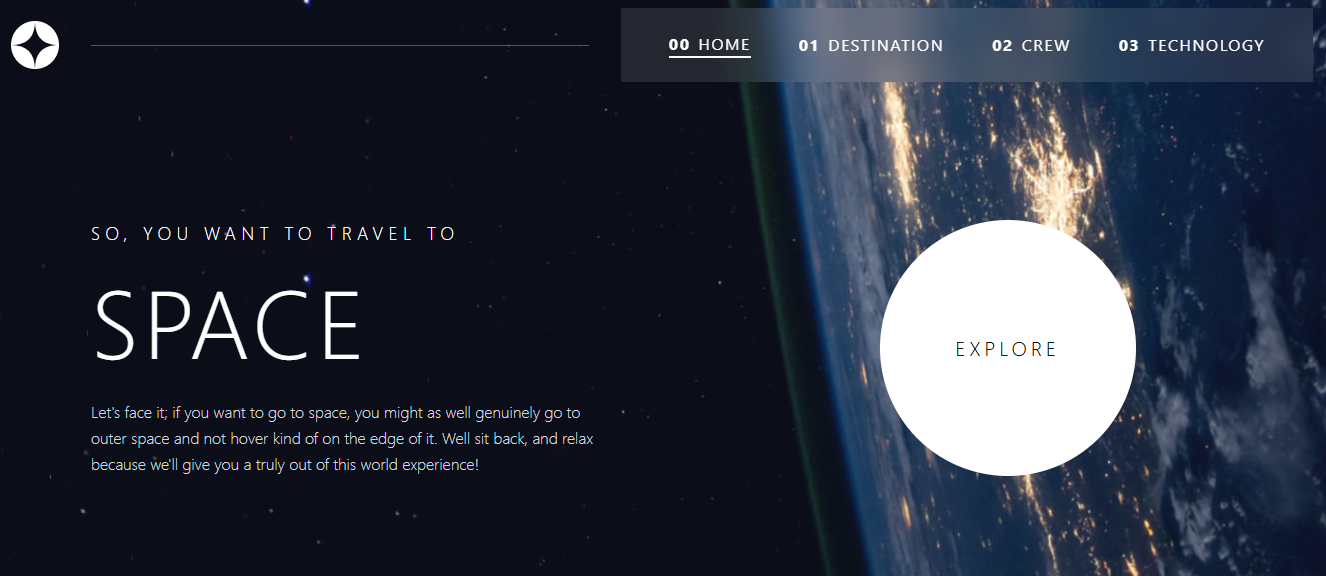 00 HOME 01 DESTINATION 02 CREW 03 TECHNOLOGY
SO, YOU WANT TO TRAVEL TO
SPACE
Let's face it; if you want to go to space, you might as well genuinely go to
outer space and not hover kind of on the edge of it. Well sit back, and relax
because we'll give you a truly out of this world experience!
EXPLORE